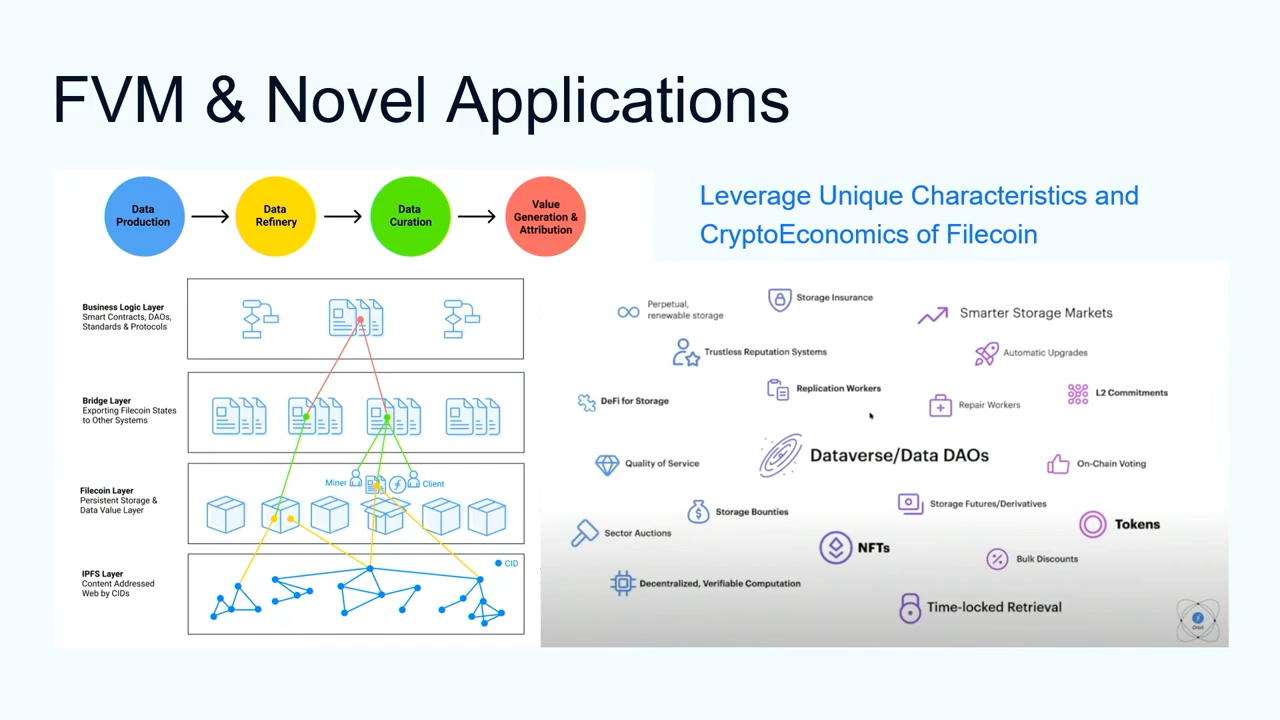 FVM & Novel Applications
Data
Production
Data
Refinery
Data
Curation
Value
Generation &
Attribution
Business Logic Layer
Smart Contracts, DAOs,
Standards & Protocols
Bridge Layer
Exporting Filecoin States
to Other Systems
Filecoin Layer
Persistent Storage &
Data Value Layer
Miner
Client
IPFS Layer
Content Addressed
Web by CIDs
CID
Leverage Unique Characteristics and
CryptoEconomics of Filecoin
Perpetual,
renewable storage
Storage Insurance
Smarter Storage Markets
Trustless Reputation Systems
Automatic Upgrades
DeFi for Storage
Replication Workers
Repair Workers
L2 Commitments
Quality of Service
Dataverse/Data DAOs
On-Chain Voting
Storage Bounties
Storage Futures/Derivatives
Sector Auctions
NFTs
Tokens
Bulk Discounts
Decentralized, Verifiable Computation
Time-locked Retrieval
Orbit